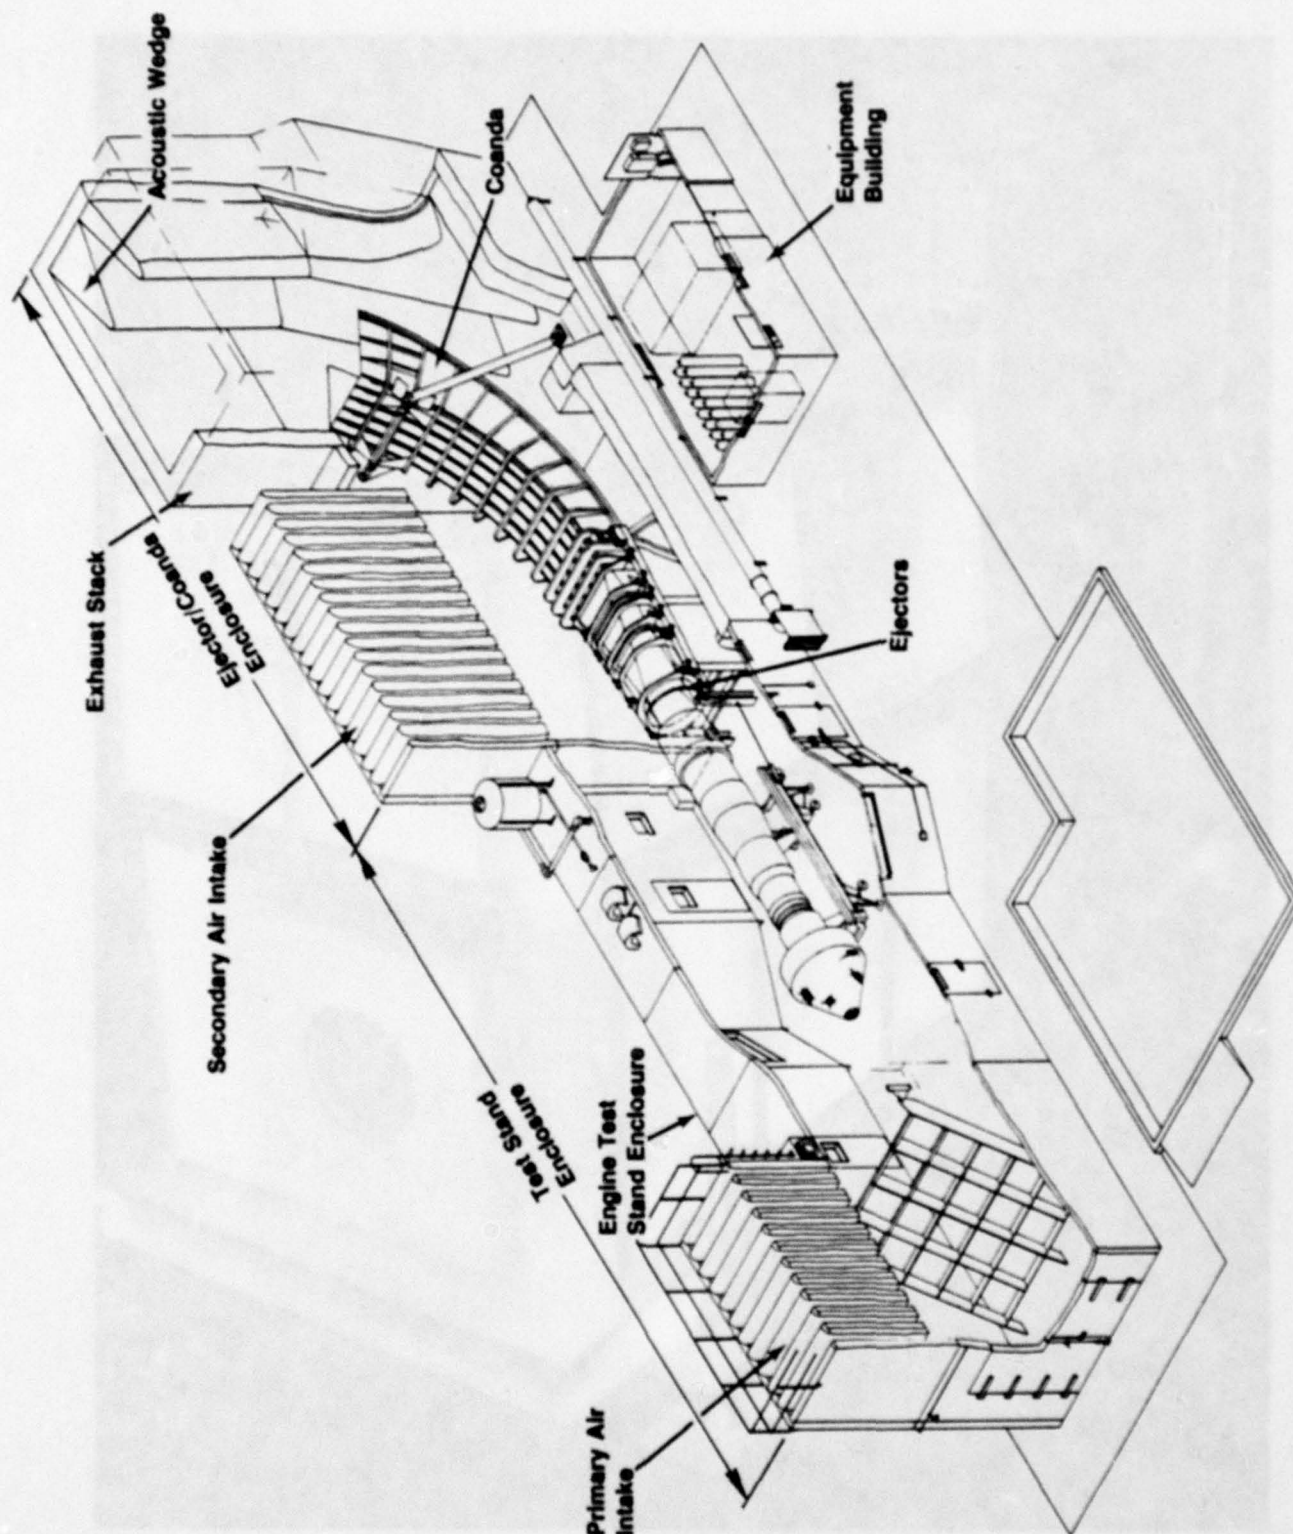 Acoustic Wedge
Coanda
Equipment
Building
Exhaust Stack
Ejector/Coanda
Enclosure
Ejectors
Secondary Air Intake
Test Stand
Enclosure
Engine Test
Stand Enclosure
Primary Air
Intake